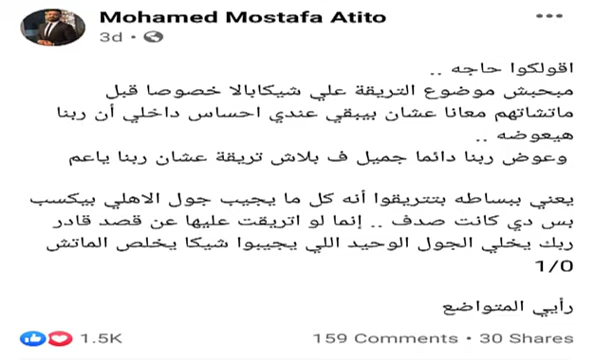 Mohamed Mostafa Atito
3d
اقولكوا حاجه ..
مبحبش موضوع التريقة علي شيكابالا خصوصا قبل
ماتشاتهم معانا عشان بيبقي عندي احساس داخلي أن ربنا
هيعوضه ..
وعوض ربنا دائما جميل ف بلاش تريقة عشان ربنا ياعم
يعني ببساطه بتتريقوا أنه كل ما يجيب جول الاهلي بيكسب
بس دي كانت صدف .. إنما لو اتريقت عليها عن قصد قادر
ربك يخلي الجول الوحيد اللي يجيبوا شيكا يخلص الماتش
1/0
رأيي المتواضع
1.5K
159 Comments • 30 Shares